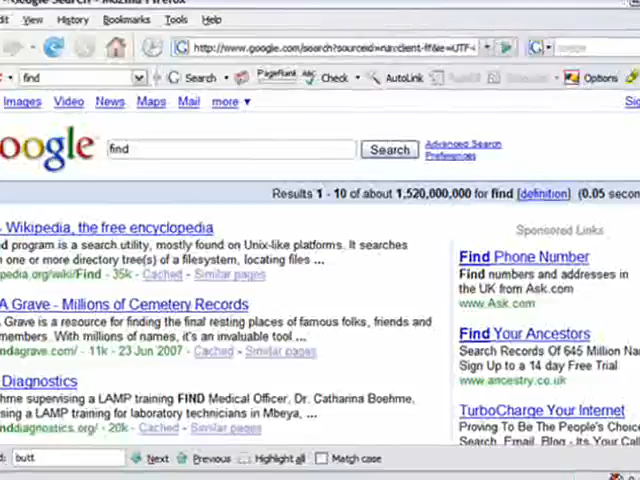 Google Search - Mozilla Firefox
dit View History Bookmarks Tools Help
http://www.google.com/search?sourceid=navclient-ff&ie=UTF-
google
find Search PageRank ABC Check AutoLink Options
Images Video News Maps Mail more ▼ Sig
oogle find Search Advanced Search
Preferences
Results 1 - 10 of about 1,520,000,000 for find [definition] (0.05 secon
- Wikipedia, the free encyclopedia
d program is a search utility, mostly found on Unix-like platforms. It searches
one or more directory tree(s) of a filesystem, locating files ...
pedia.org/wiki/Find - 35k - Cached - Similar pages
A Grave - Millions of Cemetery Records
A Grave is a resource for finding the final resting places of famous folks, friends and
members. With millions of names, it's an invaluable tool ...
ndagrave.com/ - 11k - 23 Jun 2007 - Cached - Similar pages
Diagnostics
hme supervising a LAMP training FIND Medical Officer, Dr. Catharina Boehme,
sing a LAMP training for laboratory technicians in Mbeya, ...
nddiagnostics.org/ - 20k - Cached - Similar pages
Sponsored Links
Find Phone Number
Find numbers and addresses in
the UK from Ask.com
www.Ask.com
Find Your Ancestors
Search Records Of 645 Million Na
Sign Up to a 14 day Free Trial
www.ancestry.co.uk
TurboCharge Your Internet
Proving To Be The People's Choice
Search, Email, Blog - Its Your Cal
d: butt Next Previous Highlight all Match case